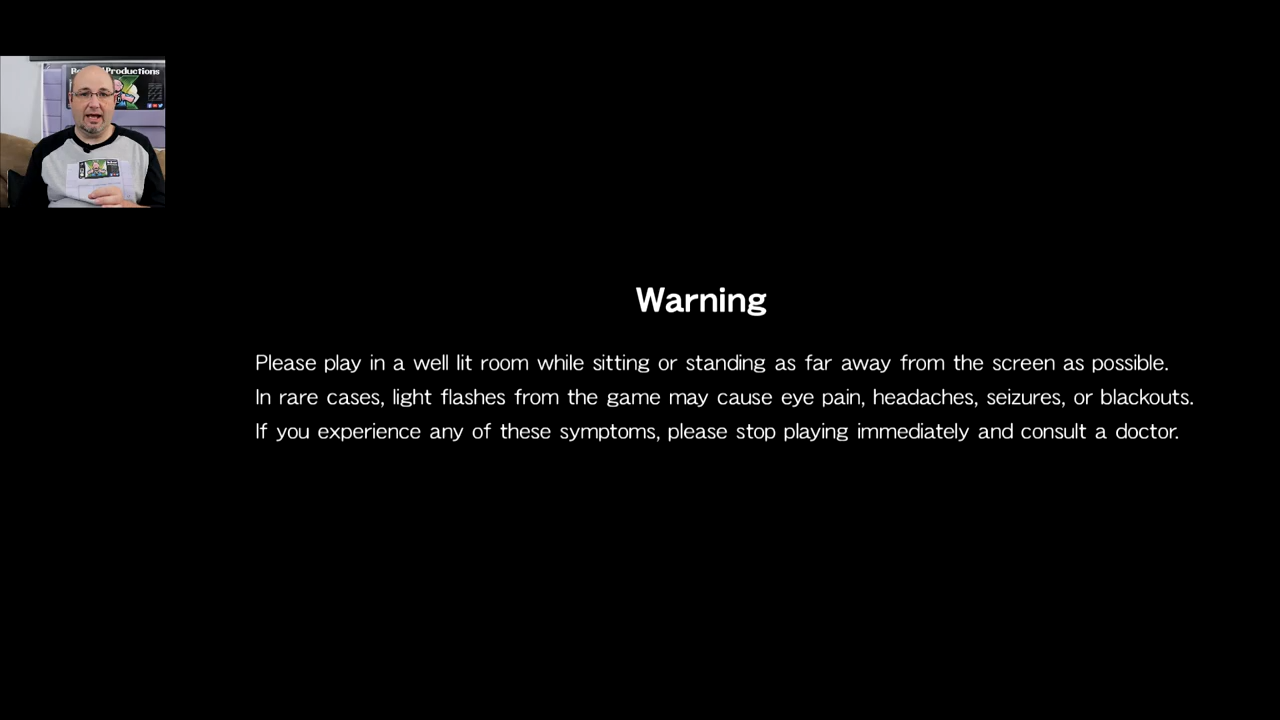 Productions
Warning
Please play in a well lit room while sitting or standing as far away from the screen as possible.
In rare cases, light flashes from the game may cause eye pain, headaches, seizures, or blackouts.
If you experience any of these symptoms, please stop playing immediately and consult a doctor.